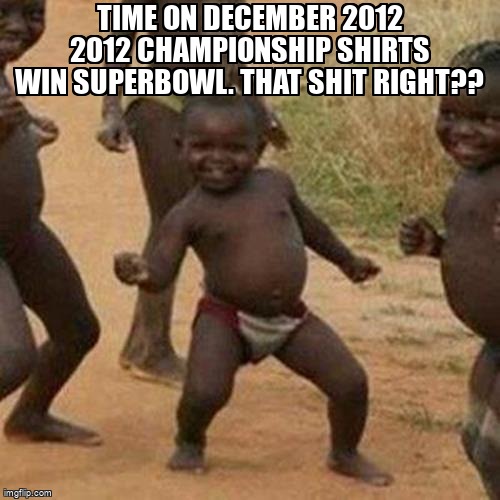 TIME ON DECEMBER 2012
2012 CHAMPIONSHIP SHIRTS
WIN SUPERBOWL. THAT SHIT RIGHT??
imgflip.com